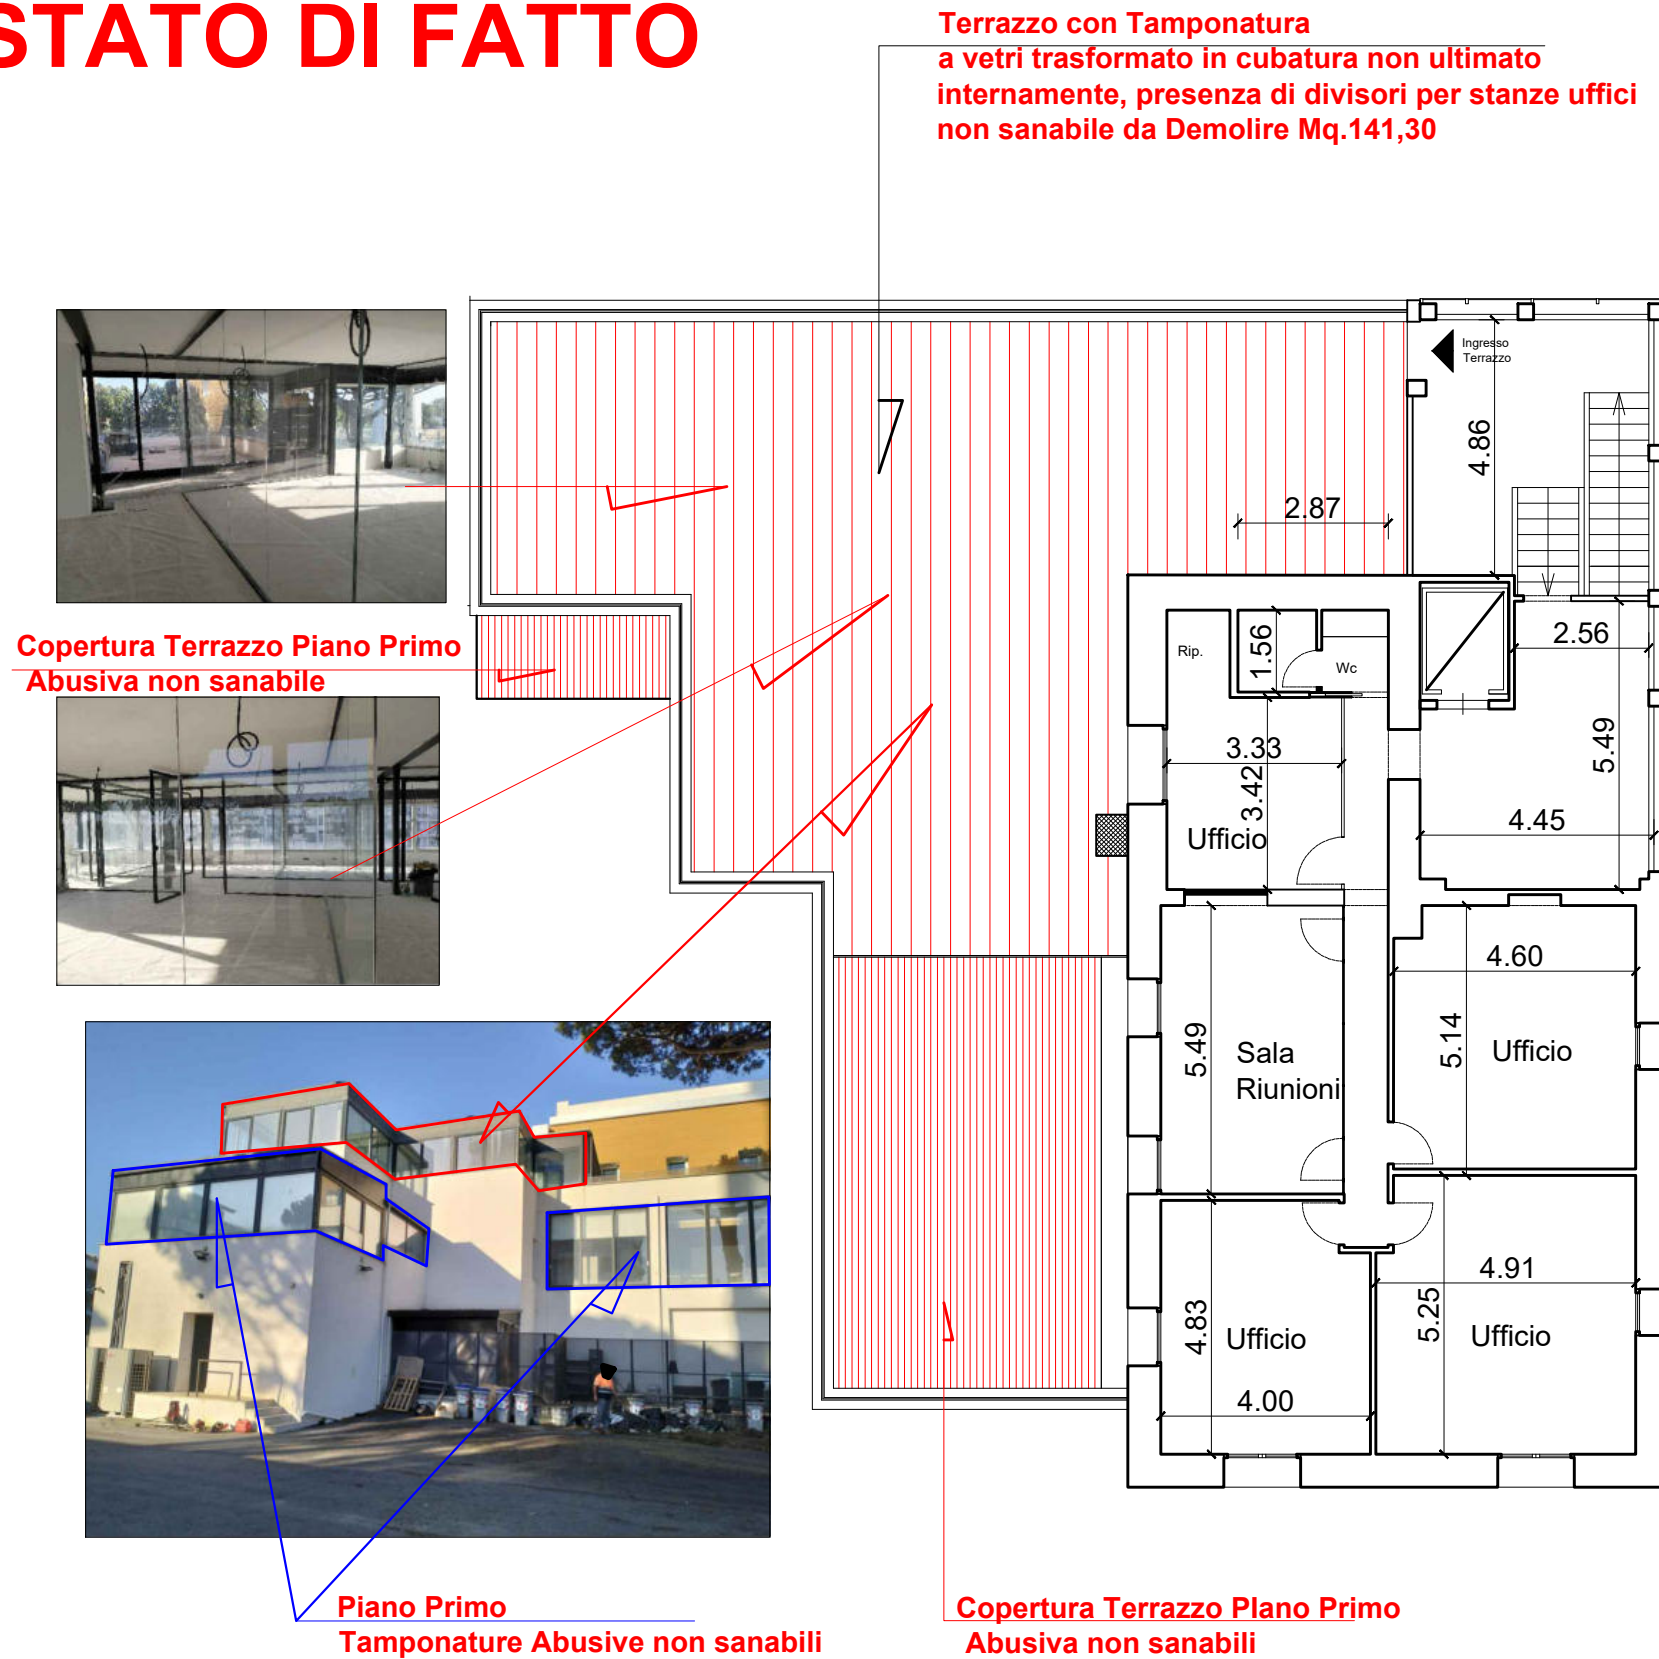 STATO DI FATTO
Terrazzo con Tamponatura
a vetri trasformato in cubatura non ultimato
internamente, presenza di divisori per stanze uffici
non sanabile da Demolire Mq.141,30
Ingresso
Terrazzo
4.86
2.87
Copertura Terrazzo Piano Primo
Abusiva non sanabile
Rip.
1.56
Wc
2.56
3.33
3.42
Ufficio
5.49
4.45
4.60
5.49
Sala
Riunioni
5.14
Ufficio
4.83
Ufficio
4.00
4.91
5.25
Ufficio
Piano Primo
Tamponature Abusive non sanabili
Copertura Terrazzo Plano Primo
Abusiva non sanabili